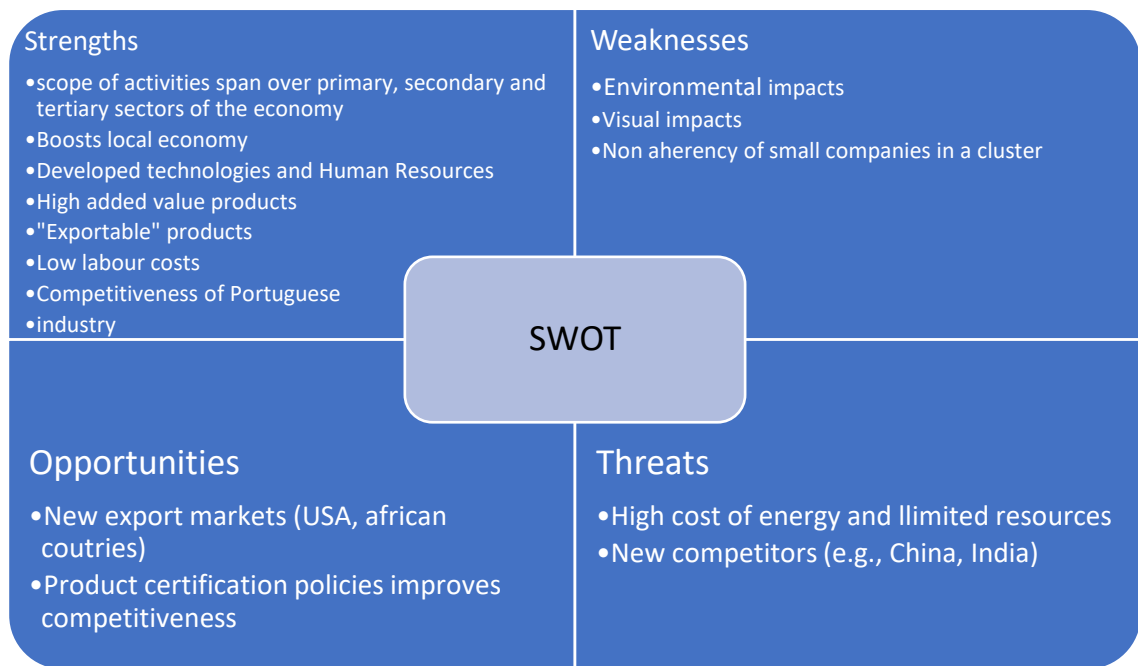 Strengths
•scope of activities span over primary, secondary and
tertiary sectors of the economy
•Boosts local economy
•Developed technologies and Human Resources
•High added value products
•"Exportable" products
•Low labour costs
•Competitiveness of Portuguese
•industry
Weaknesses
•Environmental impacts
•Visual impacts
•Non aherency of small companies in a cluster
SWOT
Opportunities
•New export markets (USA, african
coutries)
•Product certification policies improves
competitiveness
Threats
•High cost of energy and llimited resources
•New competitors (e.g., China, India)